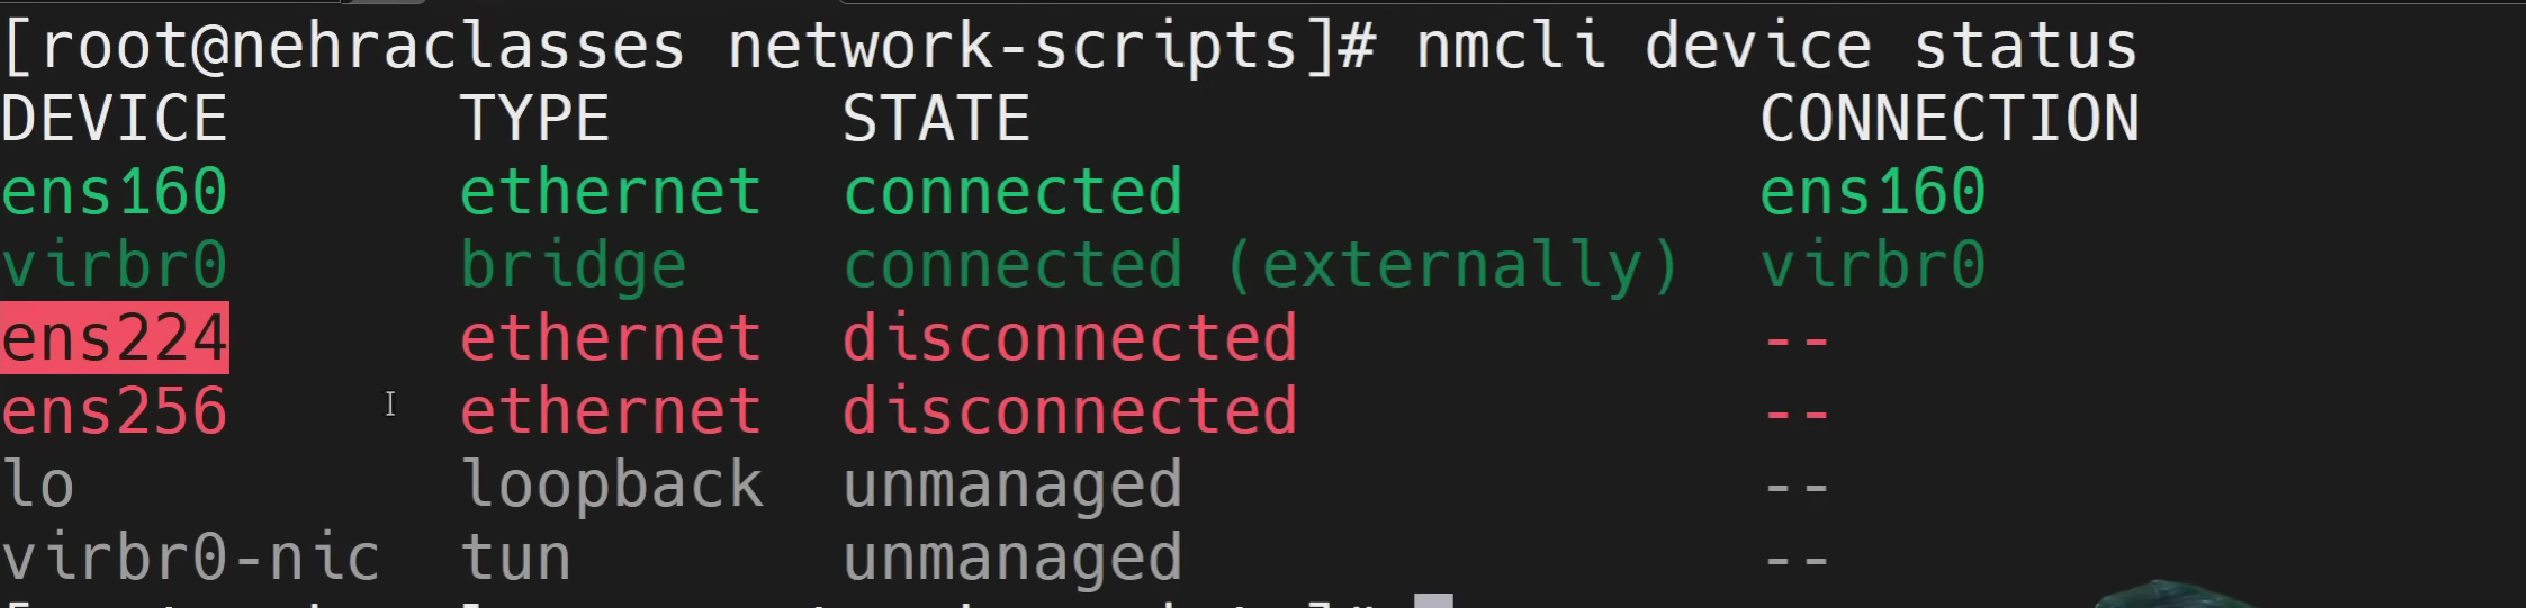 [root@nehraclasses network-scripts]# nmcli device status
DEVICE TYPE STATE CONNECTION
ens160 ethernet connected ens160
virbr0 bridge connected (externally) virbr0
ens224 ethernet disconnected --
ens256 ethernet disconnected --
lo loopback unmanaged --
virbr0-nic tun unmanaged --